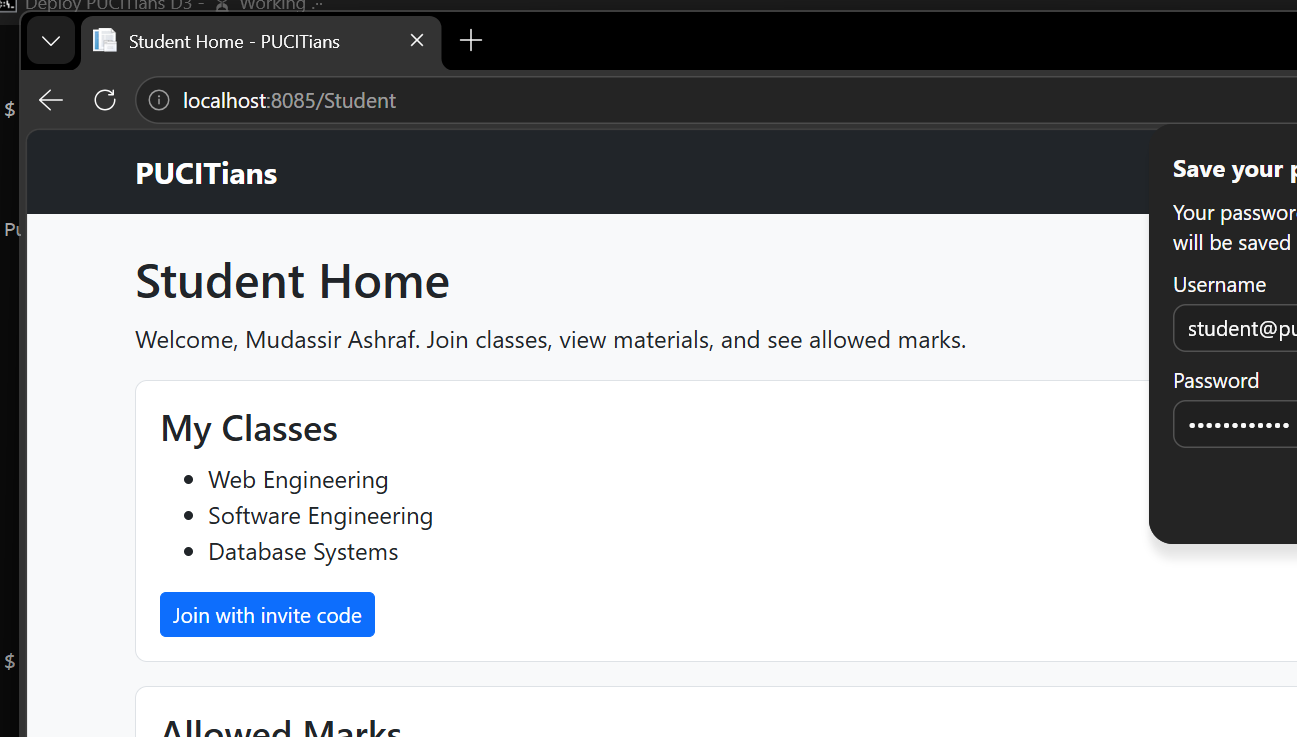 Deploy PUCITians D3 - Working
Student Home - PUCITians
$
localhost:8085/Student
PUCITians
Save your
Your passwor
will be saved
Pu
Student Home
Username
student@pu
Welcome, Mudassir Ashraf. Join classes, view materials, and see allowed marks.
Password
••••••••••••
My Classes
• Web Engineering
• Software Engineering
• Database Systems
Join with invite code
$
Allowed Marks